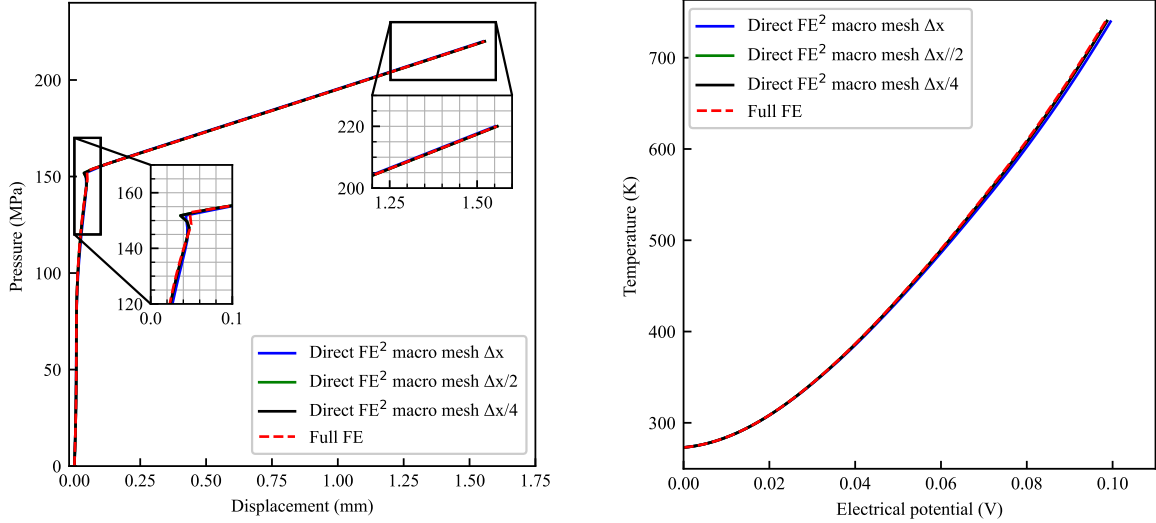 200
150
100
50
0
Pressure (MPa)
0.00
0.25
0.50
0.75
1.00
1.25
1.50
1.75
Displacement (mm)
160
150
140
130
120
0.0
0.1
220
200
1.25
1.50
Direct FE² macro mesh Δx
Direct FE² macro mesh Δx/2
Direct FE² macro mesh Δx/4
Full FE
Direct FE² macro mesh Δx
Direct FE² macro mesh Δx//2
Direct FE² macro mesh Δx/4
Full FE
700
600
500
400
300
Temperature (K)
0.00
0.02
0.04
0.06
0.08
0.10
Electrical potential (V)